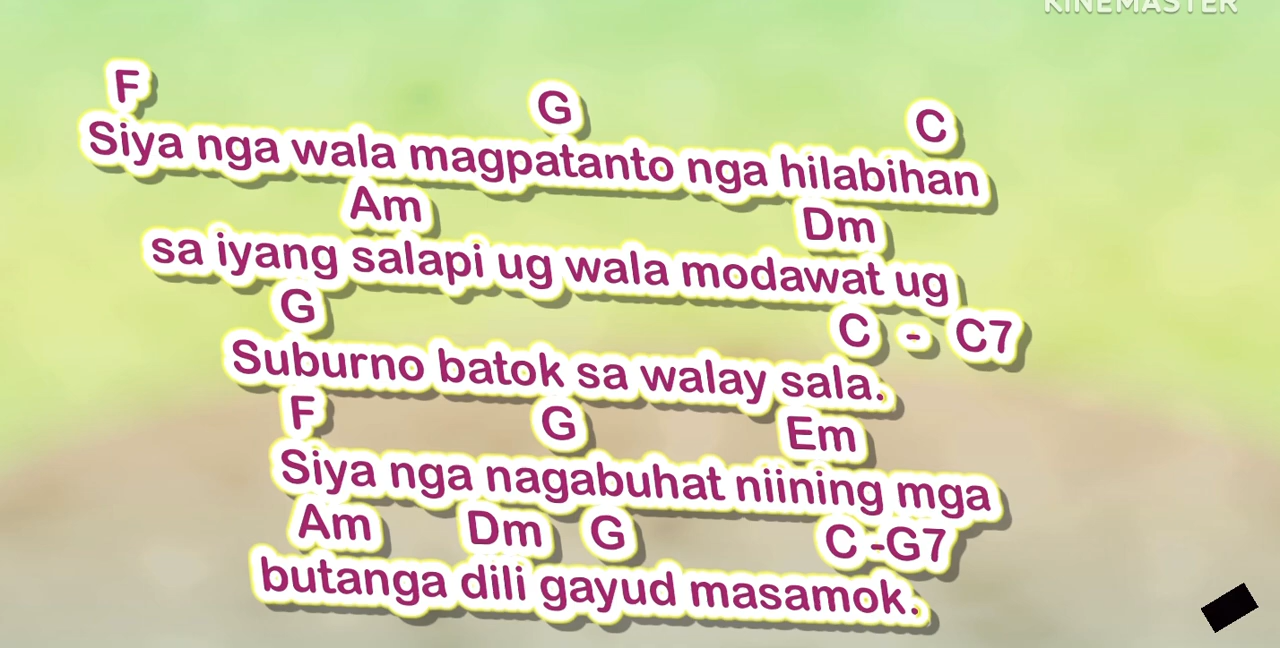 KINEMASTER
F G C
Siya nga wala magpatanto nga hilabihan
Am Dm
sa iyang salapi ug wala modawat ug
G C - C7
Suburno batok sa walay sala.
F G Em
Siya nga nagabuhat niining mga
Am Dm G C -G7
butanga dili gayud masamok.